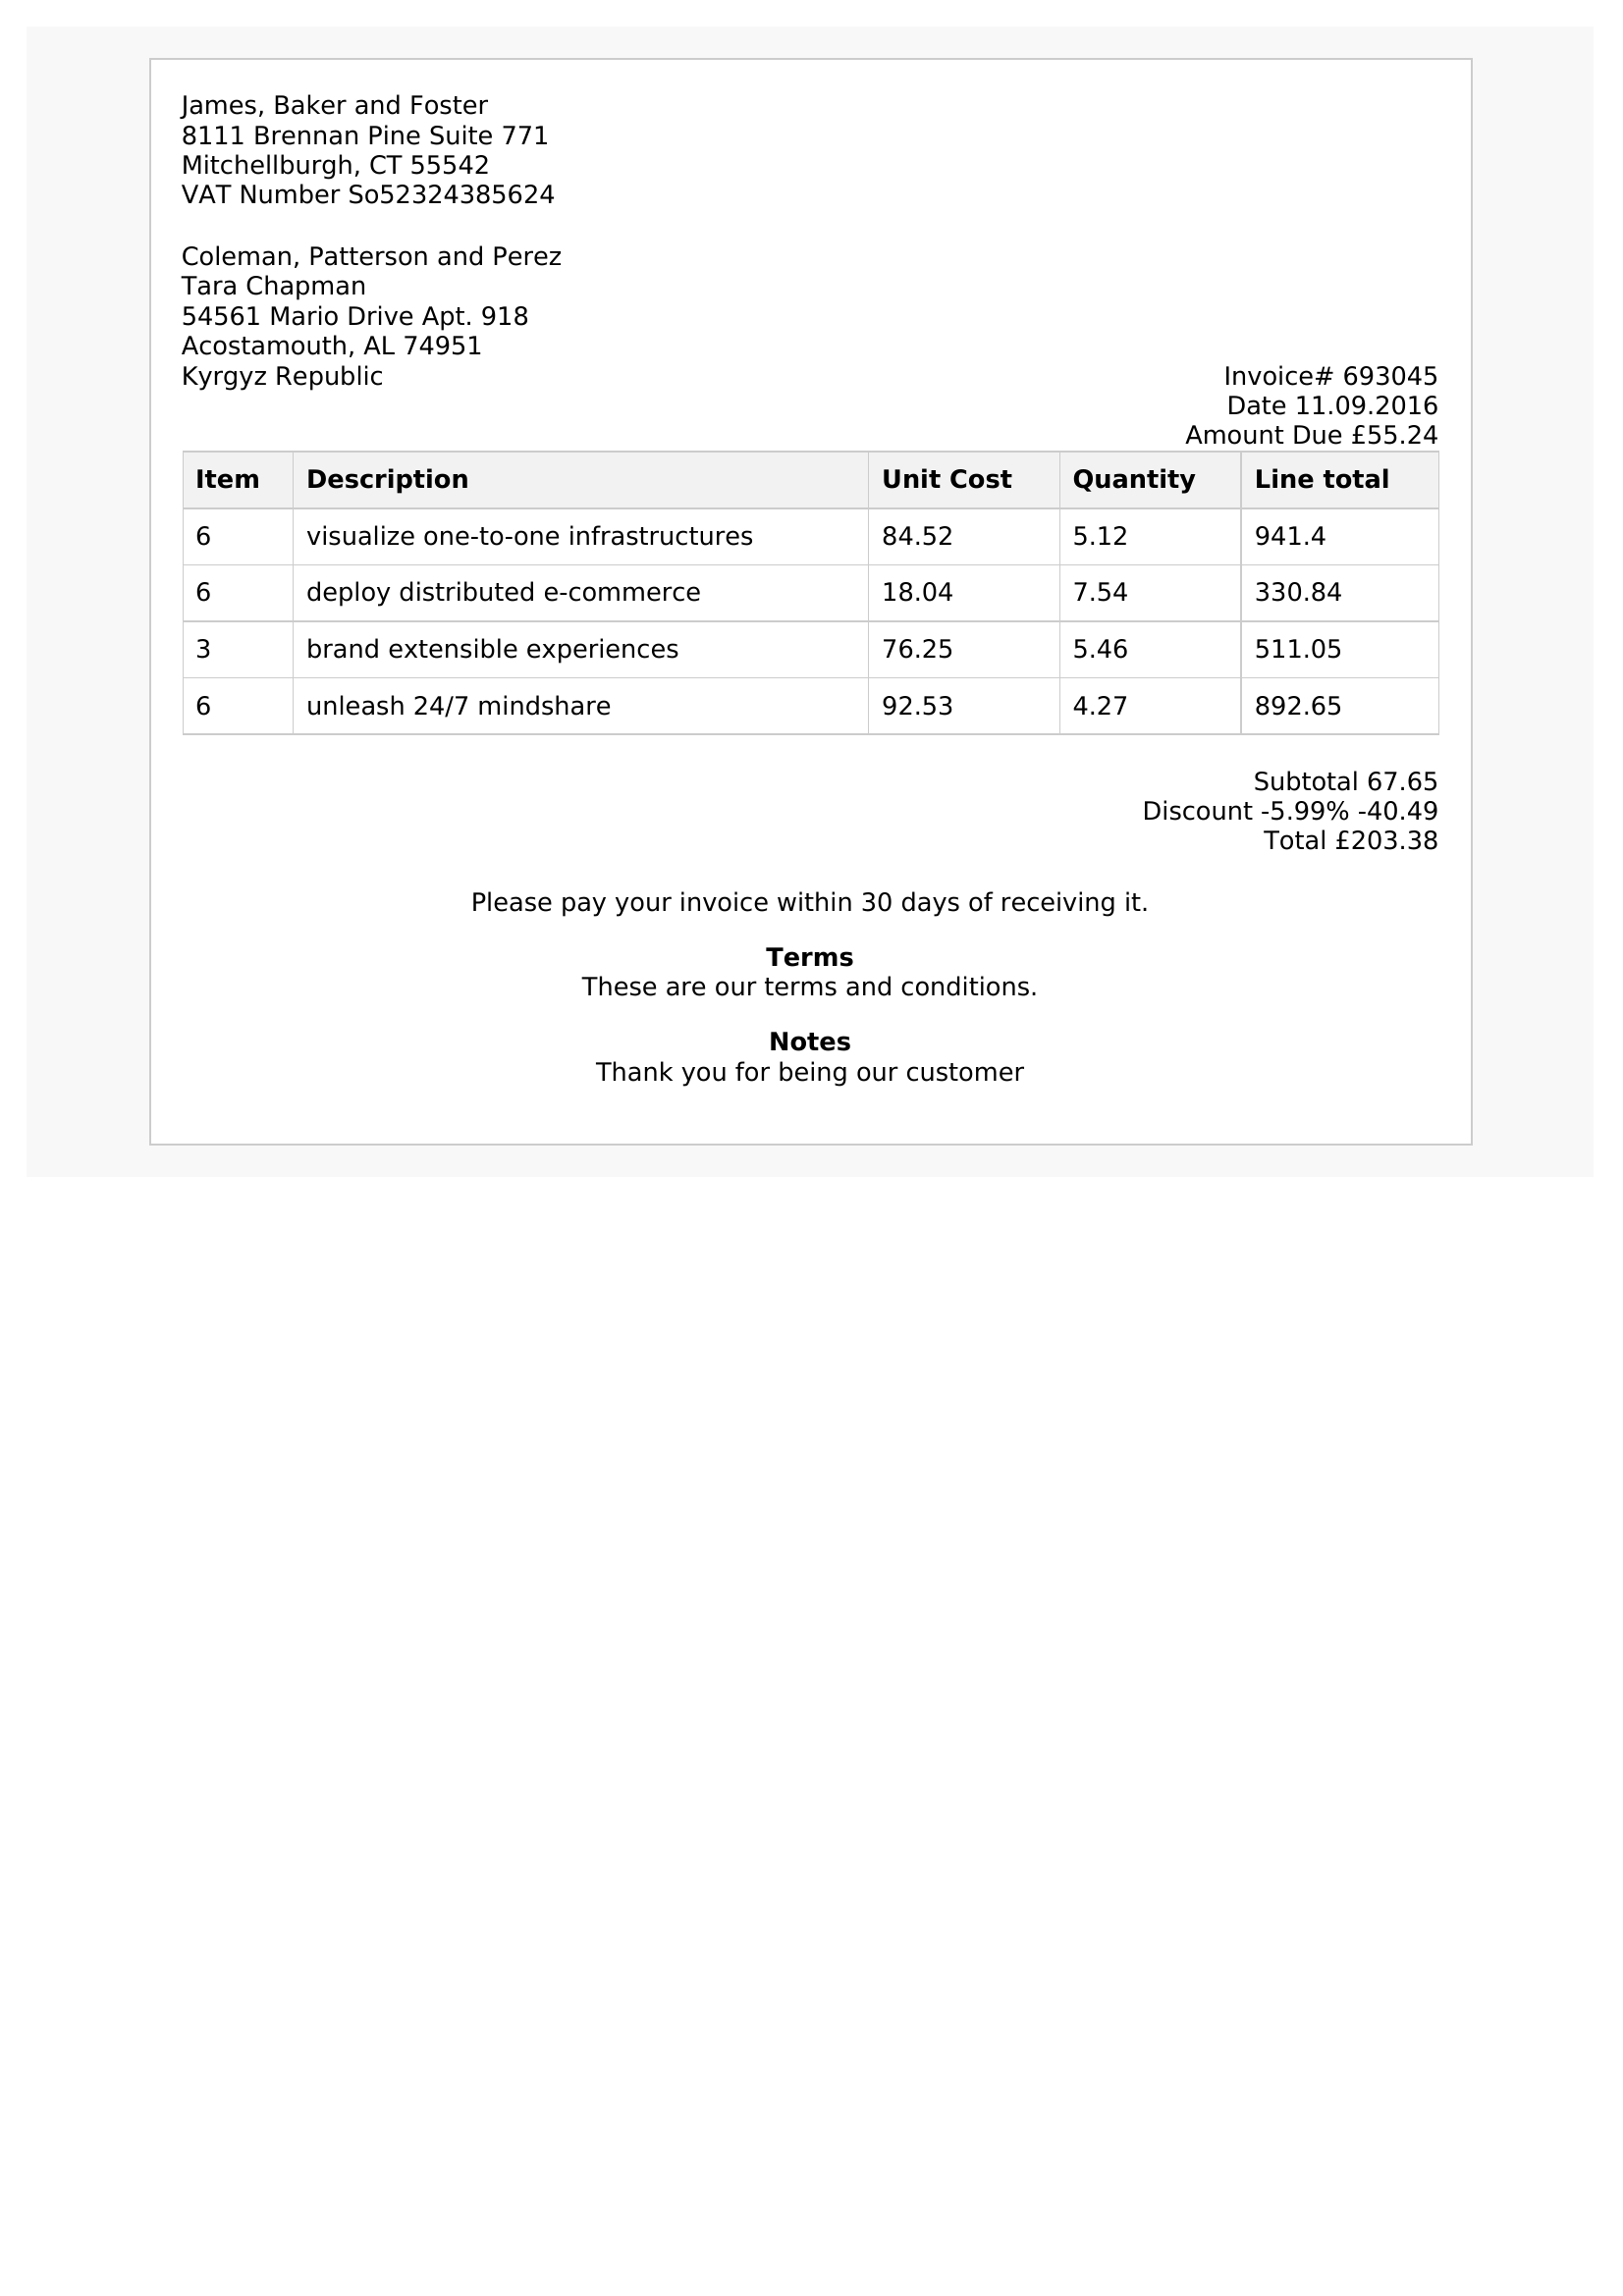 James, Baker and Foster
8111 Brennan Pine Suite 771
Mitchellburgh, CT 55542
VAT Number So52324385624
Coleman, Patterson and Perez
Tara Chapman
54561 Mario Drive Apt. 918
Acostamouth, AL 74951
Kyrgyz Republic
Invoice# 693045
Date 11.09.2016
Amount Due £55.24
Item Description Unit Cost Quantity Line total
6 visualize one-to-one infrastructures 84.52 5.12 941.4
6 deploy distributed e-commerce 18.04 7.54 330.84
3 brand extensible experiences 76.25 5.46 511.05
6 unleash 24/7 mindshare 92.53 4.27 892.65
Subtotal 67.65
Discount -5.99% -40.49
Total £203.38
Please pay your invoice within 30 days of receiving it.
Terms
These are our terms and conditions.
Notes
Thank you for being our customer